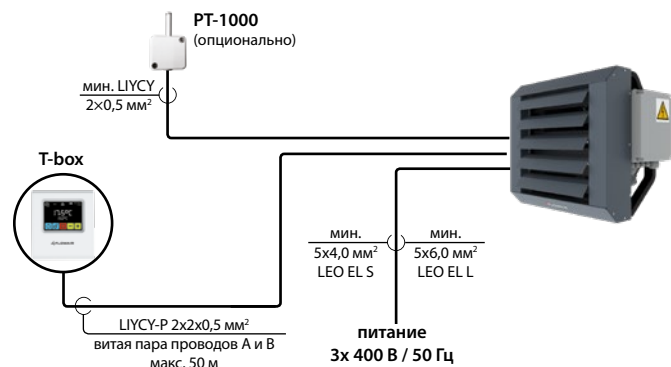 PT-1000
(опционально)
мин. LIYCY
2×0,5 мм²
T-box
мин.
5x4,0 мм²
LEO EL S
мин.
5x6,0 мм²
LEO EL L
LIYCY-P 2x2x0,5 мм²
витая пара проводов A и B
макс. 50 м
питание
3x 400 В / 50 Гц